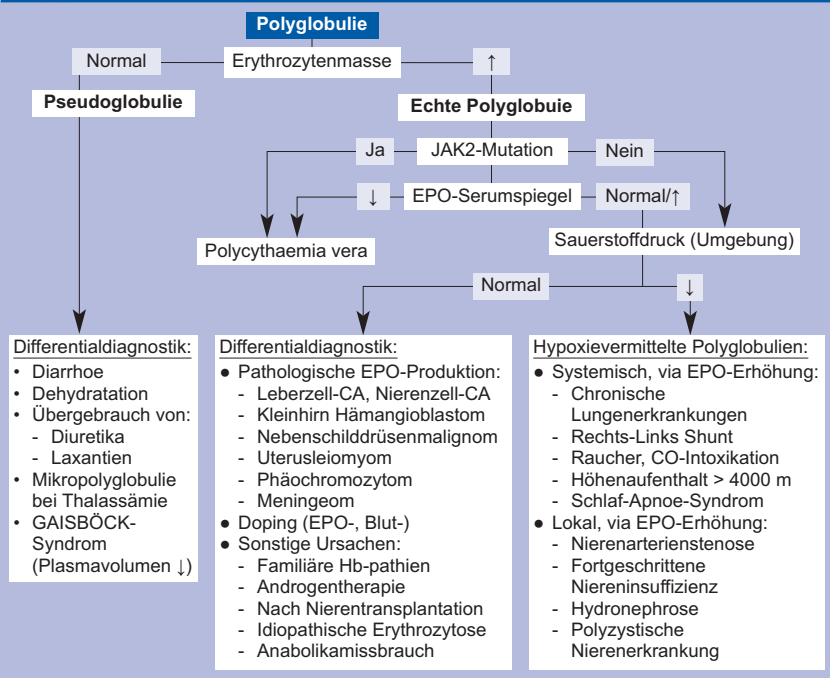 Polyglobulie
Normal
Erythrozytenmasse
↑
Pseudoglobulie
Echte Polyglobuie
Ja
JAK2-Mutation
Nein
↓
EPO-Serumspiegel
Normal/↑
Polycythaemia vera
Sauerstoffdruck (Umgebung)
Normal
↓
Differentialdiagnostik:
• Diarrhoe
• Dehydratation
• Übergebrauch von:
- Diuretika
- Laxantien
• Mikropolyglobulie
bei Thalassämie
• GAISBÖCK-
Syndrom
(Plasmavolumen ↓)
Differentialdiagnostik:
● Pathologische EPO-Produktion:
- Leberzell-CA, Nierenzell-CA
- Kleinhirn Hämangioblastom
- Nebenschilddrüsenmalignom
- Uterusleiomyom
- Phäochromozytom
- Meningeom
● Doping (EPO-, Blut-)
● Sonstige Ursachen:
- Familiäre Hb-pathien
- Androgentherapie
- Nach Nierentransplantation
- Idiopathische Erythrozytose
- Anabolikamissbrauch
Hypoxievermittelte Polyglobulien:
● Systemisch, via EPO-Erhöhung:
- Chronische
Lungenerkrankungen
- Rechts-Links Shunt
- Raucher, CO-Intoxikation
- Höhenaufenthalt > 4000 m
- Schlaf-Apnoe-Syndrom
● Lokal, via EPO-Erhöhung:
- Nierenarterienstenose
- Fortgeschrittene
Niereninsuffizienz
- Hydronephrose
- Polyzystische
Nierenerkrankung